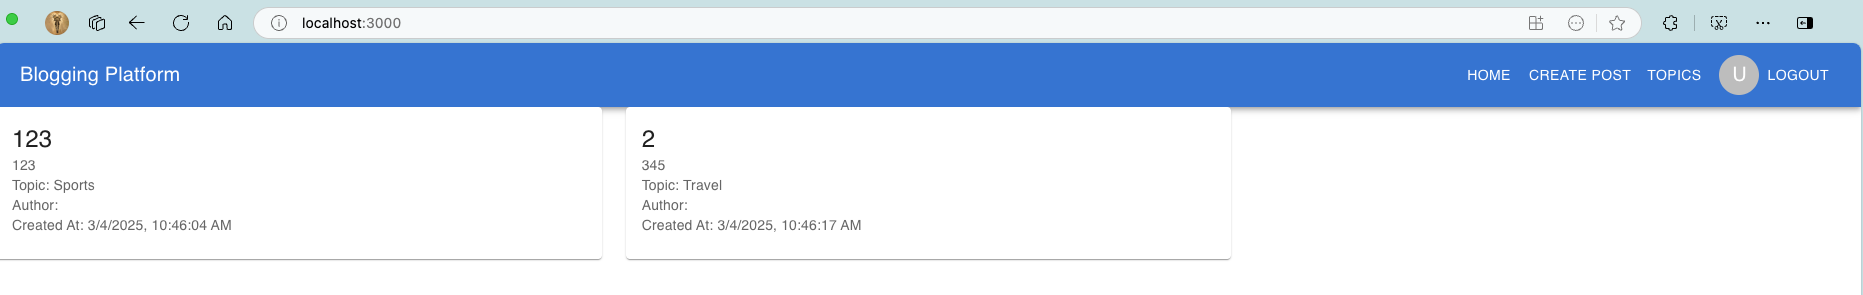 localhost:3000
Blogging Platform
HOME CREATE POST TOPICS U LOGOUT
123
123
Topic: Sports
Author:
Created At: 3/4/2025, 10:46:04 AM
2
345
Topic: Travel
Author:
Created At: 3/4/2025, 10:46:17 AM